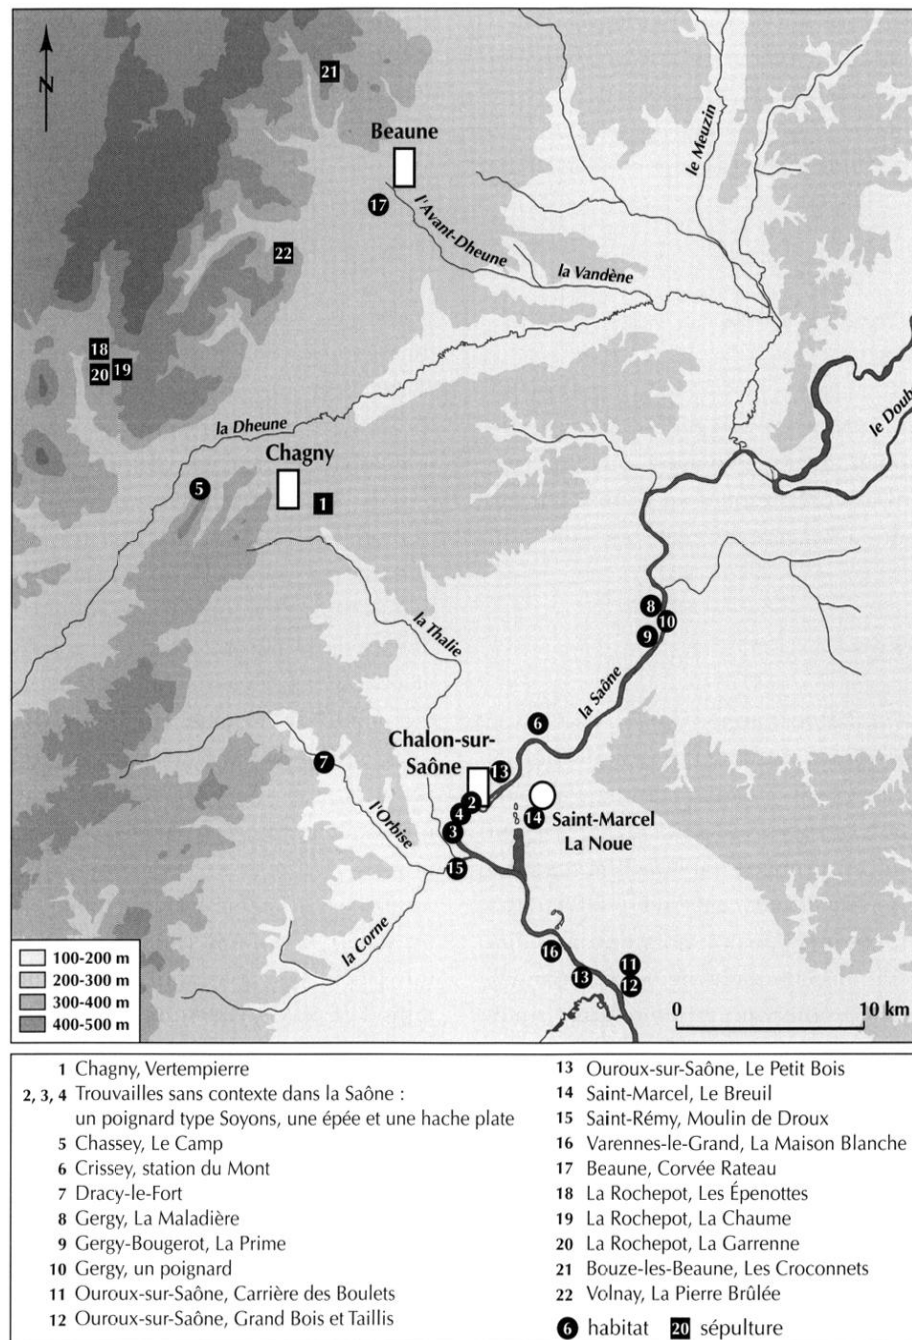 N
21
Beaune
le Meuzin
17
l'Avant-Dheune
22
la Vandène
18
20
19
la Dheune
le Doub
Chagny
5
1
la Thalie
8
10
9
la Saône
6
Chalon-sur-
Saône
13
7
2
4
14
Saint-Marcel
La Noue
3
l'Orbise
15
la Corne
16
13
11
12
100-200 m
200-300 m
300-400 m
400-500 m
0 10 km
1 Chagny, Vertempierre
2, 3, 4 Trouvailles sans contexte dans la Saône :
un poignard type Soyons, une épée et une hache plate
5 Chassey, Le Camp
6 Crissey, station du Mont
7 Dracy-le-Fort
8 Gergy, La Maladière
9 Gergy-Bougerot, La Prime
10 Gergy, un poignard
11 Ouroux-sur-Saône, Carrière des Boulets
12 Ouroux-sur-Saône, Grand Bois et Taillis
13 Ouroux-sur-Saône, Le Petit Bois
14 Saint-Marcel, Le Breuil
15 Saint-Rémy, Moulin de Droux
16 Varennes-le-Grand, La Maison Blanche
17 Beaune, Corvée Rateau
18 La Rochepot, Les Épenottes
19 La Rochepot, La Chaume
20 La Rochepot, La Garrenne
21 Bouze-les-Beaune, Les Croconnets
22 Volnay, La Pierre Brûlée
6 habitat 20 sépulture